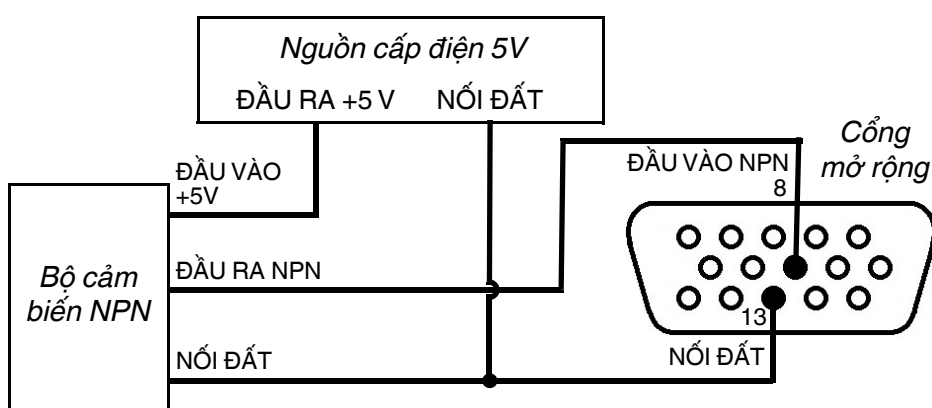 Nguồn cấp điện 5V
ĐẦU RA +5 V NỐI ĐẤT
Cổng
mở rộng
ĐẦU VÀO NPN
8
ĐẦU VÀO
+5V
Bộ cảm
biến NPN
ĐẦU RA NPN
13
NỐI ĐẤT
NỐI ĐẤT